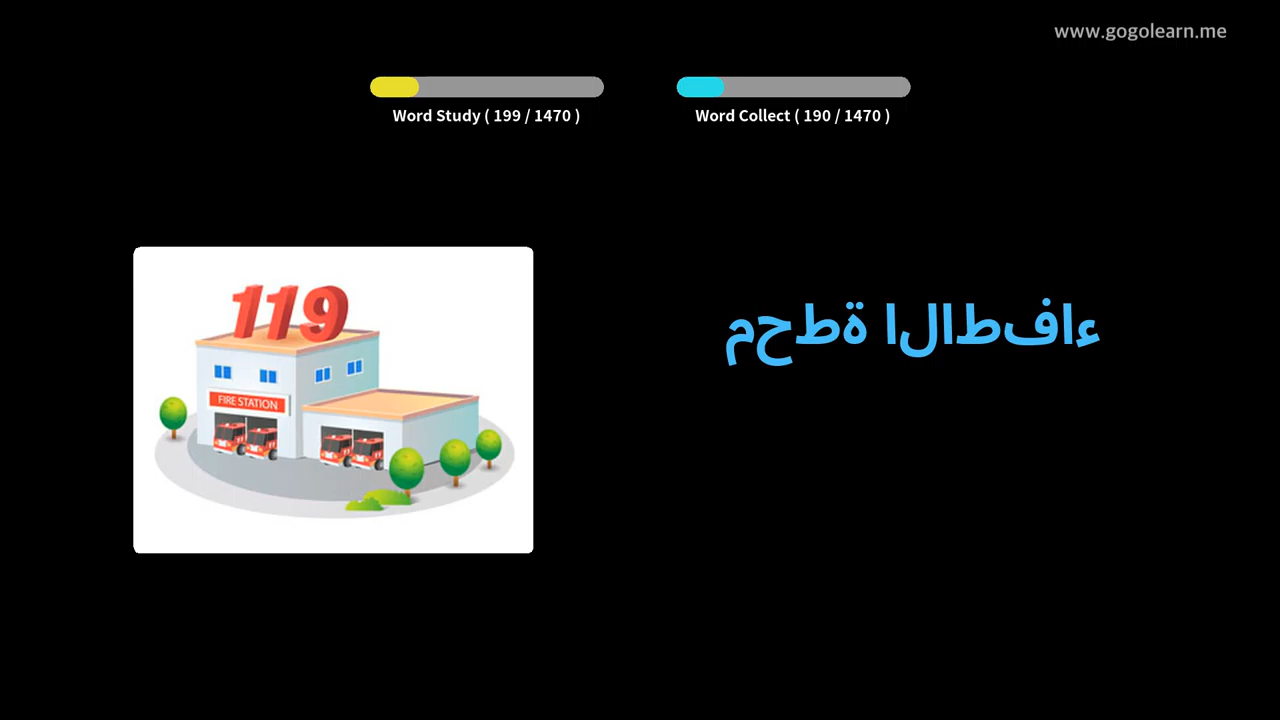 www.gogolearn.me
Word Study ( 199 / 1470 )
Word Collect ( 190 / 1470 )
119
FIRE STATION
محطة الاطفاء